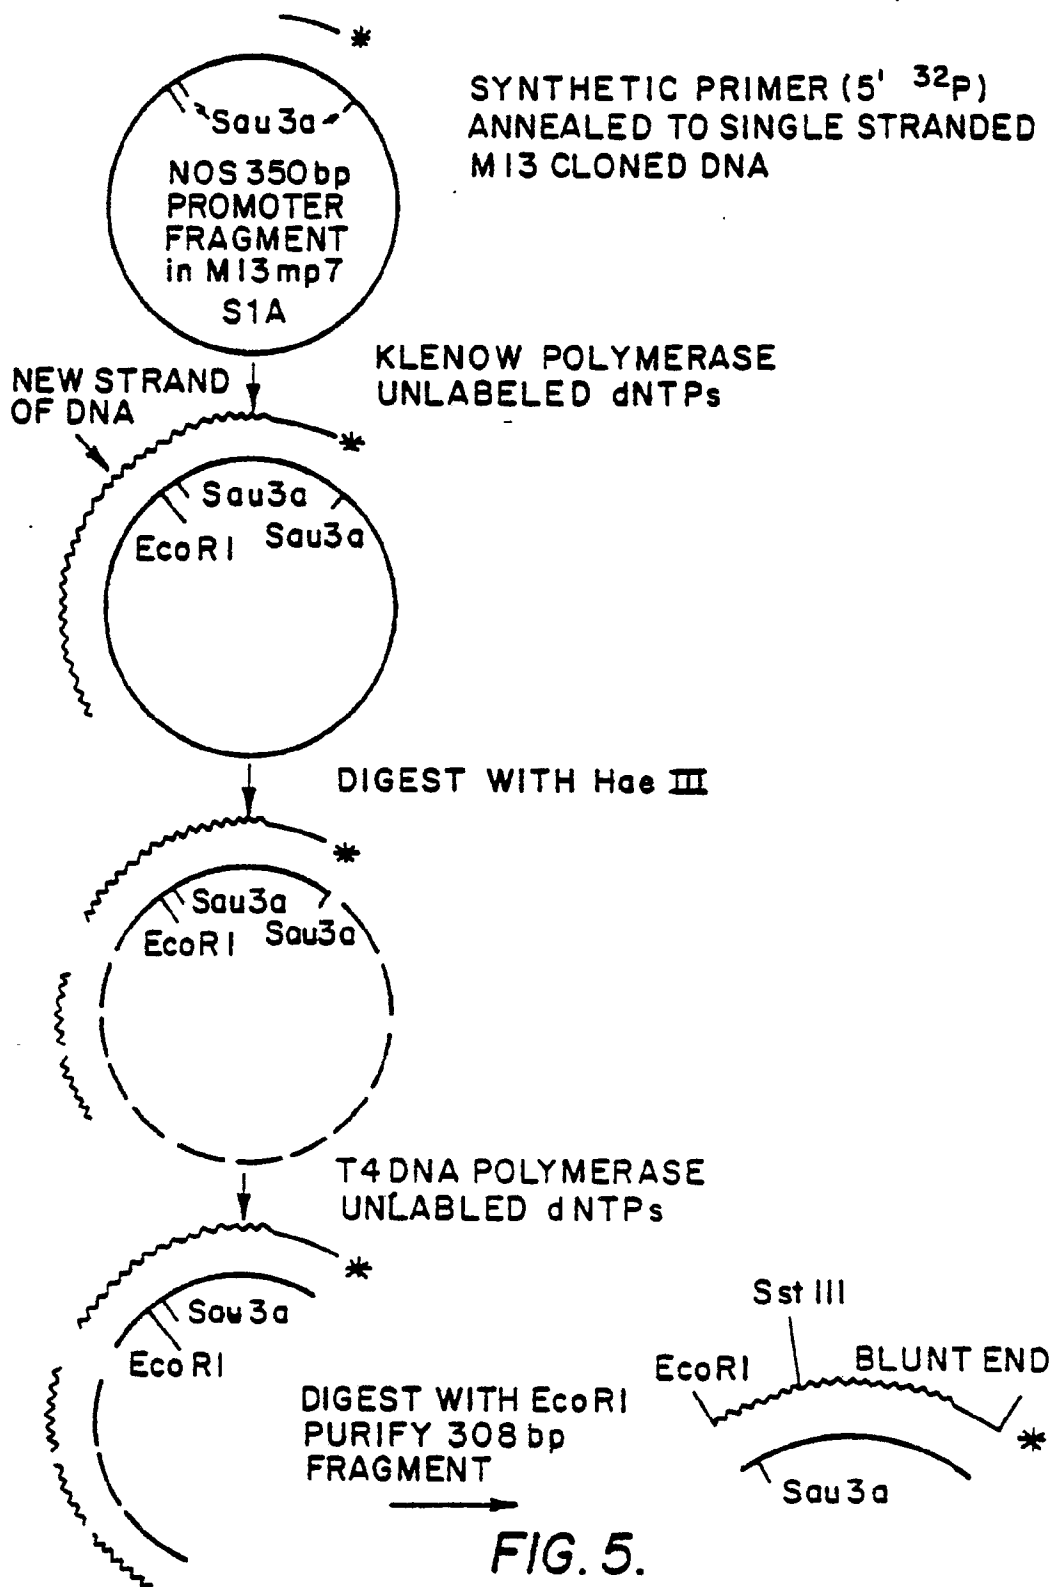 *
SYNTHETIC PRIMER (5' 32P)
ANNEALED TO SINGLE STRANDED
M13 CLONED DNA
Sau3a
NOS 350bp
PROMOTER
FRAGMENT
in M13mp7
S1A
KLENOW POLYMERASE
UNLABELED dNTPs
NEW STRAND
OF DNA
*
Sau3a
EcoRI Sau3a
DIGEST WITH Hae III
*
Sau3a
EcoRI Sau3a
T4 DNA POLYMERASE
UNLABLED dNTPs
*
Sau3a
EcoRI
DIGEST WITH EcoRI
PURIFY 308bp
FRAGMENT
Sst III
EcoRI BLUNT END
*
Sau3a
FIG. 5.